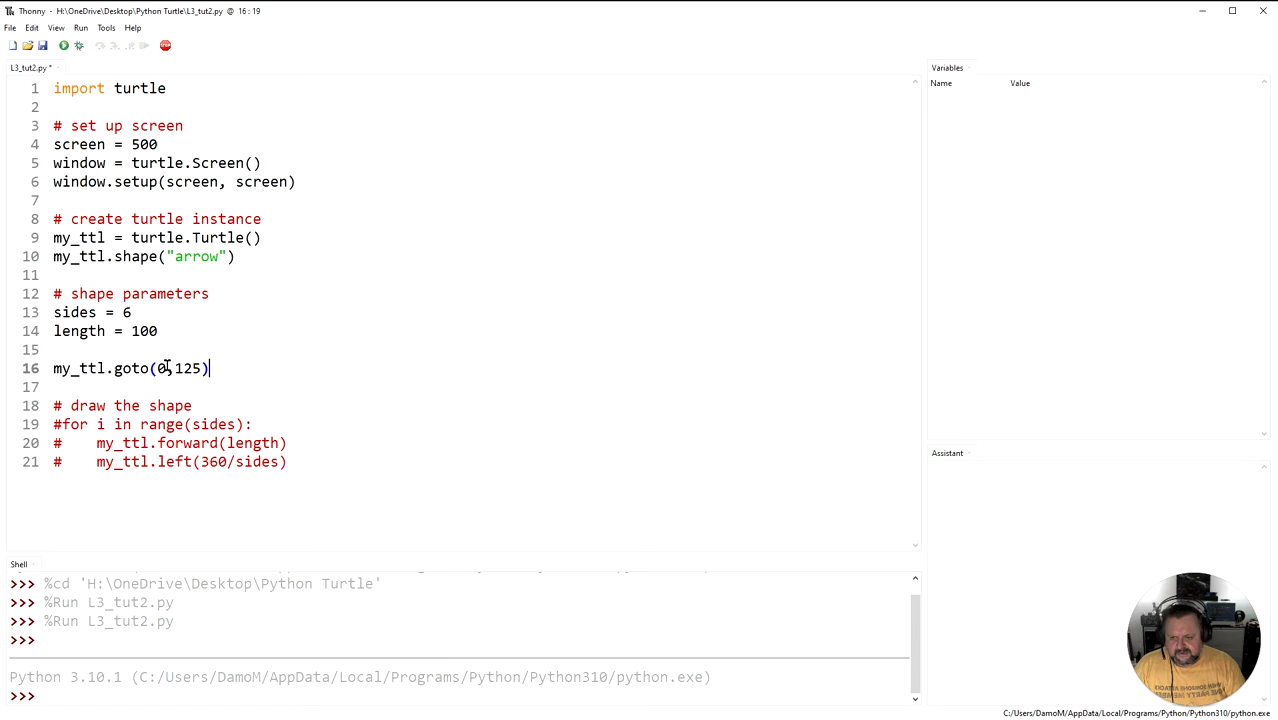 Thonny - H:\OneDrive\Desktop\Python Turtle\L3_tut2.py @ 16 : 19
File Edit View Run Tools Help
L3_tut2.py *
1 import turtle
2
3 # set up screen
4 screen = 500
5 window = turtle.Screen()
6 window.setup(screen, screen)
7
8 # create turtle instance
9 my_ttl = turtle.Turtle()
10 my_ttl.shape("arrow")
11
12 # shape parameters
13 sides = 6
14 length = 100
15
16 my_ttl.goto(0,125)
17
18 # draw the shape
19 #for i in range(sides):
20 #    my_ttl.forward(length)
21 #    my_ttl.left(360/sides)
Variables
Name Value
Assistant
Shell
>>> %cd 'H:\OneDrive\Desktop\Python Turtle'
>>> %Run L3_tut2.py
>>> %Run L3_tut2.py
>>>
Python 3.10.1 (C:/Users/DamoM/AppData/Local/Programs/Python/Python310/python.exe)
>>>
C:/Users/DamoM/AppData/Local/Programs/Python/Python310/python.exe